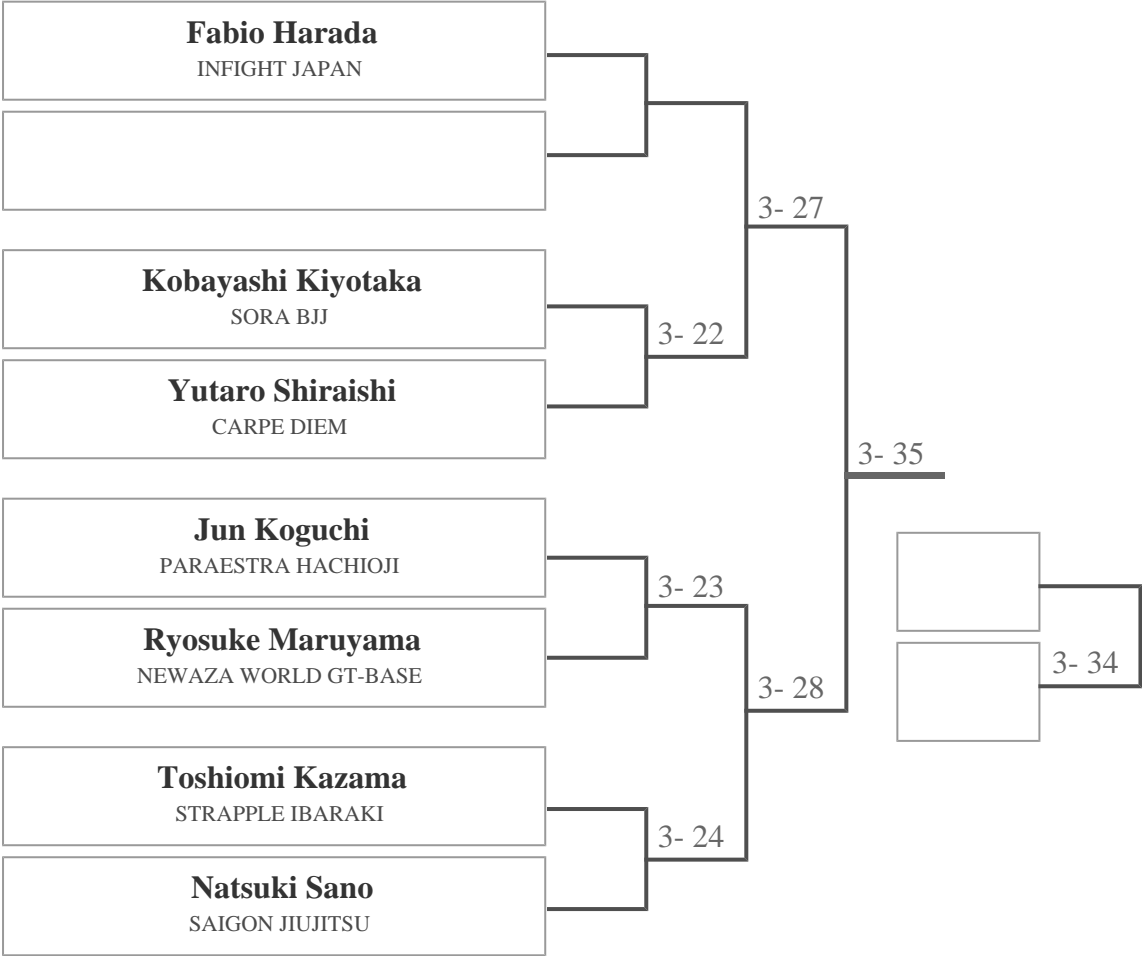 Fabio Harada
INFIGHT JAPAN
3- 27
Kobayashi Kiyotaka
SORA BJJ
3- 22
Yutaro Shiraishi
CARPE DIEM
3- 35
Jun Koguchi
PARAESTRA HACHIOJI
3- 23
Ryosuke Maruyama
NEWAZA WORLD GT-BASE
3- 34
3- 28
Toshiomi Kazama
STRAPPLE IBARAKI
3- 24
Natsuki Sano
SAIGON JIUJITSU